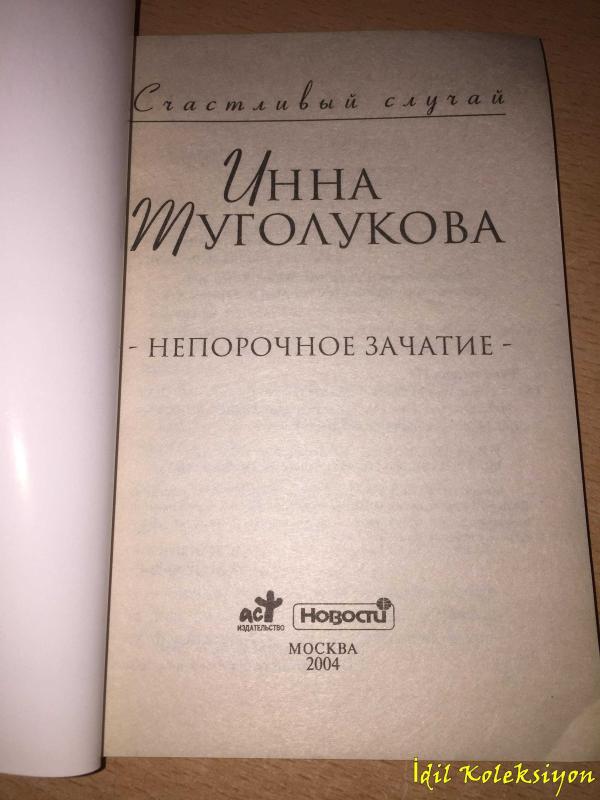 Счастливый случай
ИННА
ТУГОЛУКОВА
- НЕПОРОЧНОЕ ЗАЧАТИЕ -
аст НОВОСТИ
ИЗДАТЕЛЬСТВО
МОСКВА
2004
İdil Koleksiyon